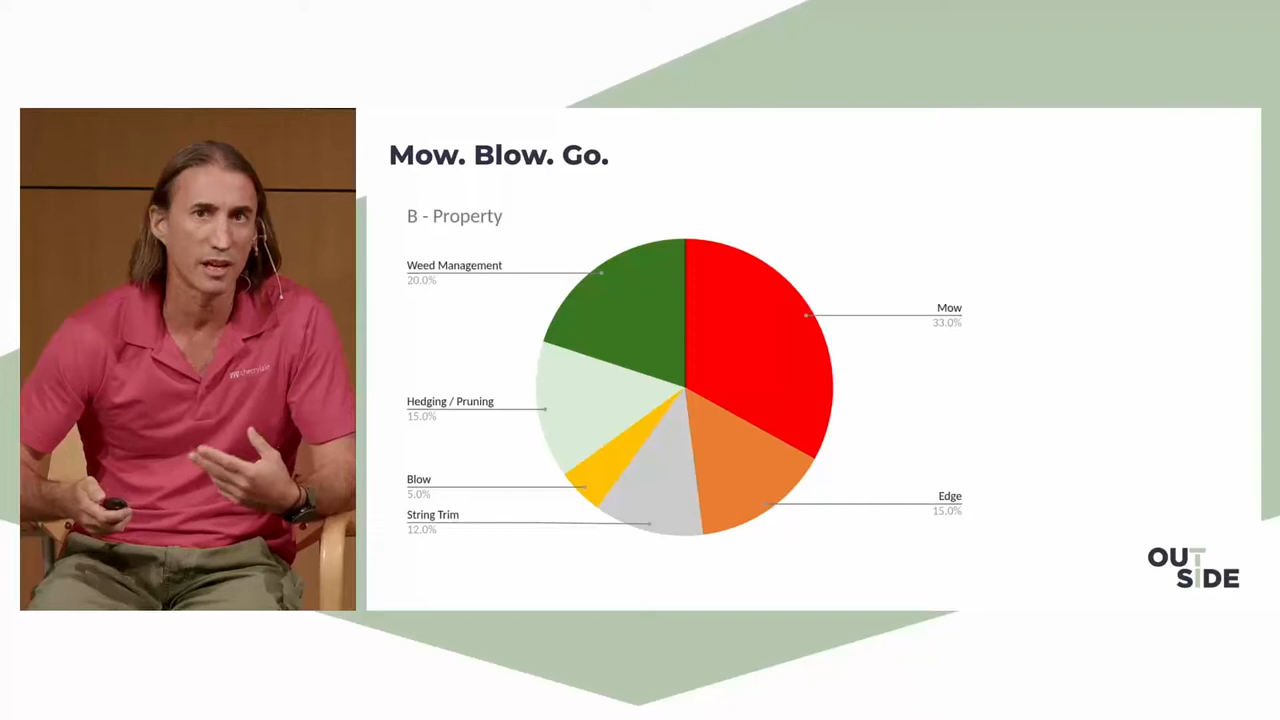 Mow. Blow. Go.
B - Property
Weed Management
20.0%
Mow
33.0%
Hedging / Pruning
15.0%
Blow
5.0%
String Trim
12.0%
Edge
15.0%
OUT
SIDE